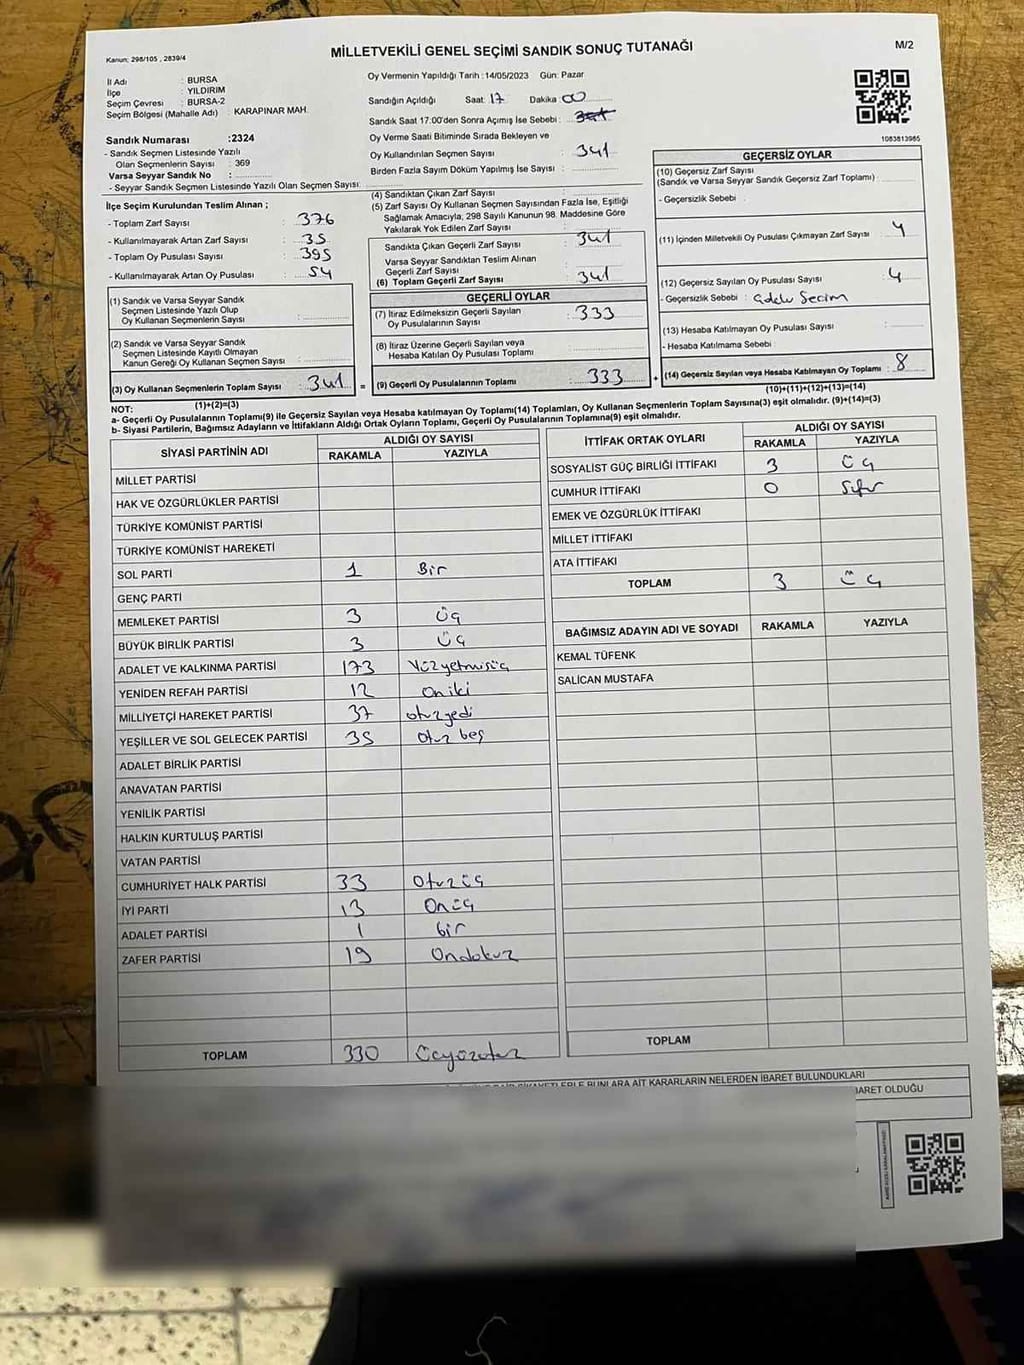 Kanun: 298/105 , 2839/4
MİLLETVEKİLİ GENEL SEÇİMİ SANDIK SONUÇ TUTANAĞI
M/2
İl Adı : BURSA
İlçe : YILDIRIM
Seçim Çevresi : BURSA-2
Seçim Bölgesi (Mahalle Adı) : KARAPINAR MAH.
Sandık Numarası :2324
- Sandık Seçmen Listesinde Yazılı
Olan Seçmenlerin Sayısı : 369
Varsa Seyyar Sandık No :
- Seyyar Sandık Seçmen Listesinde Yazılı Olan Seçmen Sayısı:
İlçe Seçim Kurulundan Teslim Alınan ;
- Toplam Zarf Sayısı : 376
- Kullanılmayarak Artan Zarf Sayısı : 35
- Toplam Oy Pusulası Sayısı : 395
- Kullanılmayarak Artan Oy Pusulası : 54
(1) Sandık ve Varsa Seyyar Sandık
Seçmen Listesinde Yazılı Olup
Oy Kullanan Seçmenlerin Sayısı :
(2) Sandık ve Varsa Seyyar Sandık
Seçmen Listesinde Kayıtlı Olmayan
Kanun Gereği Oy Kullanan Seçmen Sayısı :
(3) Oy Kullanan Seçmenlerin Toplam Sayısı : 341
(1)+(2)=(3)
Oy Vermenin Yapıldığı Tarih :14/05/2023 Gün: Pazar
Sandığın Açıldığı Saat: 17 Dakika : 00
Sandık Saat 17:00'den Sonra Açımış İse Sebebi :
Oy Verme Saati Bitiminde Sırada Bekleyen ve
Oy Kullandırılan Seçmen Sayısı : 341
Birden Fazla Sayım Döküm Yapılmış İse Sayısı :
(4) Sandıktan Çıkan Zarf Sayısı :
(5) Zarf Sayısı Oy Kullanan Seçmen Sayısından Fazla İse, Eşitliği
Sağlamak Amacıyla, 298 Sayılı Kanunun 98. Maddesine Göre
Yakılarak Yok Edilen Zarf Sayısı :
Sandıkta Çıkan Geçerli Zarf Sayısı : 341
Varsa Seyyar Sandıktan Teslim Alınan
Geçerli Zarf Sayısı :
(6) Toplam Geçerli Zarf Sayısı : 341
GEÇERLİ OYLAR
(7) İtiraz Edilmeksizin Geçerli Sayılan
Oy Pusulalarının Sayısı : 333
(8) İtiraz Üzerine Geçerli Sayılan veya
Hesaba Katılan Oy Pusulası Toplamı :
= (9) Geçerli Oy Pusulalarının Toplamı : 333 +
1083813985
GEÇERSİZ OYLAR
(10) Geçersiz Zarf Sayısı
(Sandık ve Varsa Seyyar Sandık Geçersiz Zarf Toplamı) :
- Geçersizlik Sebebi :
(11) İçinden Milletvekili Oy Pusulası Çıkmayan Zarf Sayısı : 4
(12) Geçersiz Sayılan Oy Pusulası Sayısı : 4
- Geçersizlik Sebebi : çoklu Secim
(13) Hesaba Katılmayan Oy Pusulası Sayısı :
- Hesaba Katılmama Sebebi :
(14) Geçersiz Sayılan veya Hesaba Katılmayan Oy Toplamı : 8
(10)+(11)+(12)+(13)=(14)
NOT:
a- Geçerli Oy Pusulalarının Toplamı(9) ile Geçersiz Sayılan veya Hesaba katılmayan Oy Toplamı(14) Toplamları, Oy Kullanan Seçmenlerin Toplam Sayısına(3) eşit olmalıdır. (9)+(14)=(3)
b- Siyasi Partilerin, Bağımsız Adayların ve İttifakların Aldığı Ortak Oyların Toplamı, Geçerli Oy Pusulalarının Toplamına(9) eşit olmalıdır.
SİYASİ PARTİNİN ADI
ALDIĞI OY SAYISI
RAKAMLA YAZIYLA
MİLLET PARTİSİ
HAK VE ÖZGÜRLÜKLER PARTİSİ
TÜRKİYE KOMÜNİST PARTİSİ
TÜRKİYE KOMÜNİST HAREKETİ
SOL PARTİ 1 Bir
GENÇ PARTİ
MEMLEKET PARTİSİ 3 Üç
BÜYÜK BİRLİK PARTİSİ 3 Üç
ADALET VE KALKINMA PARTİSİ 173 Yüzyetmişüç
YENİDEN REFAH PARTİSİ 12 oniki
MİLLİYETÇİ HAREKET PARTİSİ 37 otuzyedi
YEŞİLLER VE SOL GELECEK PARTİSİ 35 Otuz beş
ADALET BİRLİK PARTİSİ
ANAVATAN PARTİSİ
YENİLİK PARTİSİ
HALKIN KURTULUŞ PARTİSİ
VATAN PARTİSİ
CUMHURİYET HALK PARTİSİ 33 Otuzüç
İYİ PARTİ 13 Onüç
ADALET PARTİSİ 1 bir
ZAFER PARTİSİ 19 Ondokuz
TOPLAM 330 Üçyüzotuz
İTTİFAK ORTAK OYLARI
ALDIĞI OY SAYISI
RAKAMLA YAZIYLA
SOSYALİST GÜÇ BİRLİĞİ İTTİFAKI 3 Üç
CUMHUR İTTİFAKI 0 Sıfır
EMEK VE ÖZGÜRLÜK İTTİFAKI
MİLLET İTTİFAKI
ATA İTTİFAKI
TOPLAM 3 Üç
BAĞIMSIZ ADAYIN ADI VE SOYADI RAKAMLA YAZIYLA
KEMAL TÜFENK
SALİCAN MUSTAFA
TOPLAM
BUNLARA AİT KARARLARIN NELERDEN İBARET BULUNDUKLARI
İBARET OLDUĞU